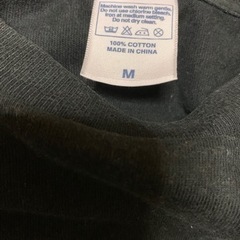 Machine wash warm gentle.
Do not use chlorine bleach,
Iron at medium setting.
Do not dry clean.
100% COTTON
MADE IN CHINA
M